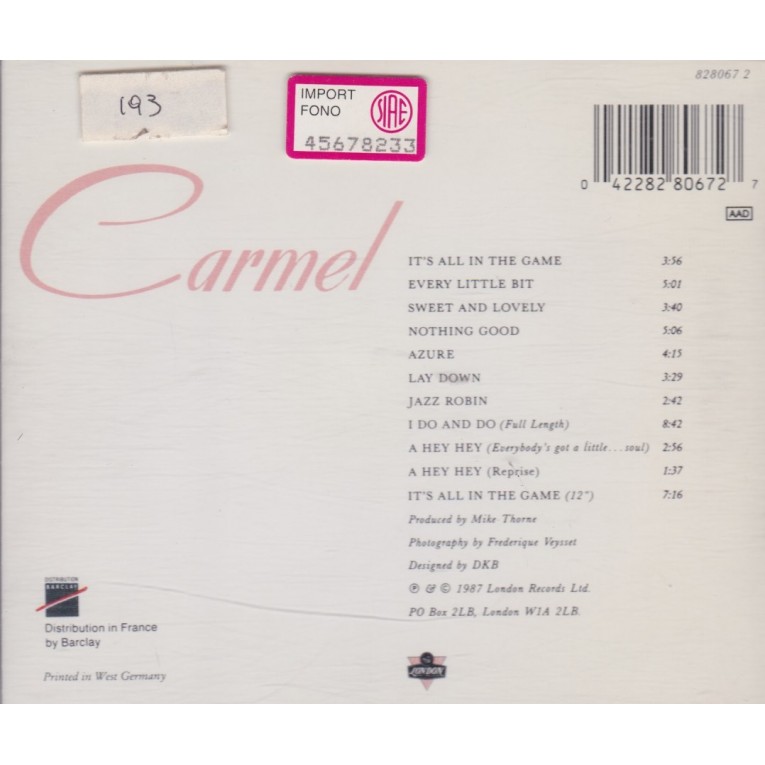 193
IMPORT
FONO
SIAE
45678233
828067 2
0 42282 80672 7
AAD
Carmel
IT'S ALL IN THE GAME 3:56
EVERY LITTLE BIT 5:01
SWEET AND LOVELY 3:40
NOTHING GOOD 5:06
AZURE 4:15
LAY DOWN 3:29
JAZZ ROBIN 2:42
I DO AND DO (Full Length) 8:42
A HEY HEY (Everybody's got a little...soul) 2:56
A HEY HEY (Reprise) 1:37
IT'S ALL IN THE GAME (12") 7:16
Produced by Mike Thorne
Photography by Frederique Veysset
Designed by DKB
℗ & © 1987 London Records Ltd.
PO Box 2LB, London W1A 2LB.
DISTRIBUTION
BARCLAY
Distribution in France
by Barclay
Printed in West Germany
LONDON